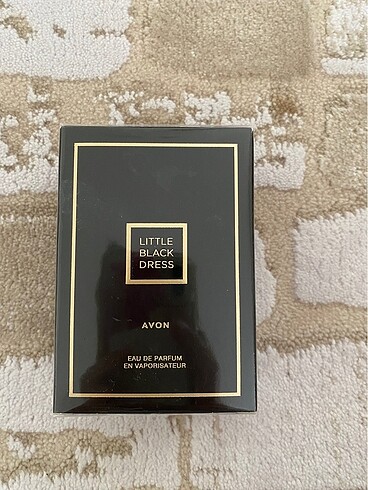 LITTLE
BLACK
DRESS
AVON
EAU DE PARFUM
EN VAPORISATEUR